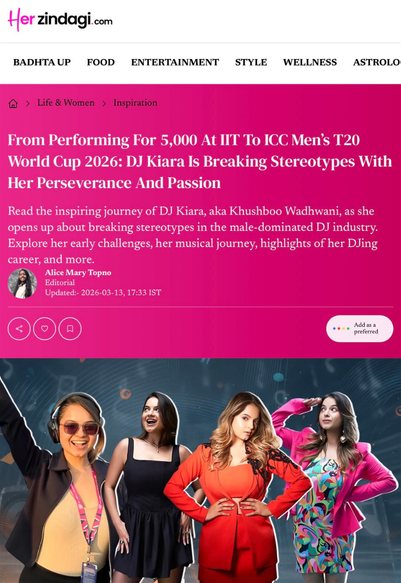 Her zindagi.com
BADHTA UP FOOD ENTERTAINMENT STYLE WELLNESS ASTROLO
Life & Women Inspiration
From Performing For 5,000 At IIT To ICC Men's T20
World Cup 2026: DJ Kiara Is Breaking Stereotypes With
Her Perseverance And Passion
Read the inspiring journey of DJ Kiara, aka Khushboo Wadhwani, as she
opens up about breaking stereotypes in the male-dominated DJ industry.
Explore her early challenges, her musical journey, highlights of her DJing
career, and more.
Alice Mary Topno
Editorial
Updated:- 2026-03-13, 17:33 IST
Add as a
preferred